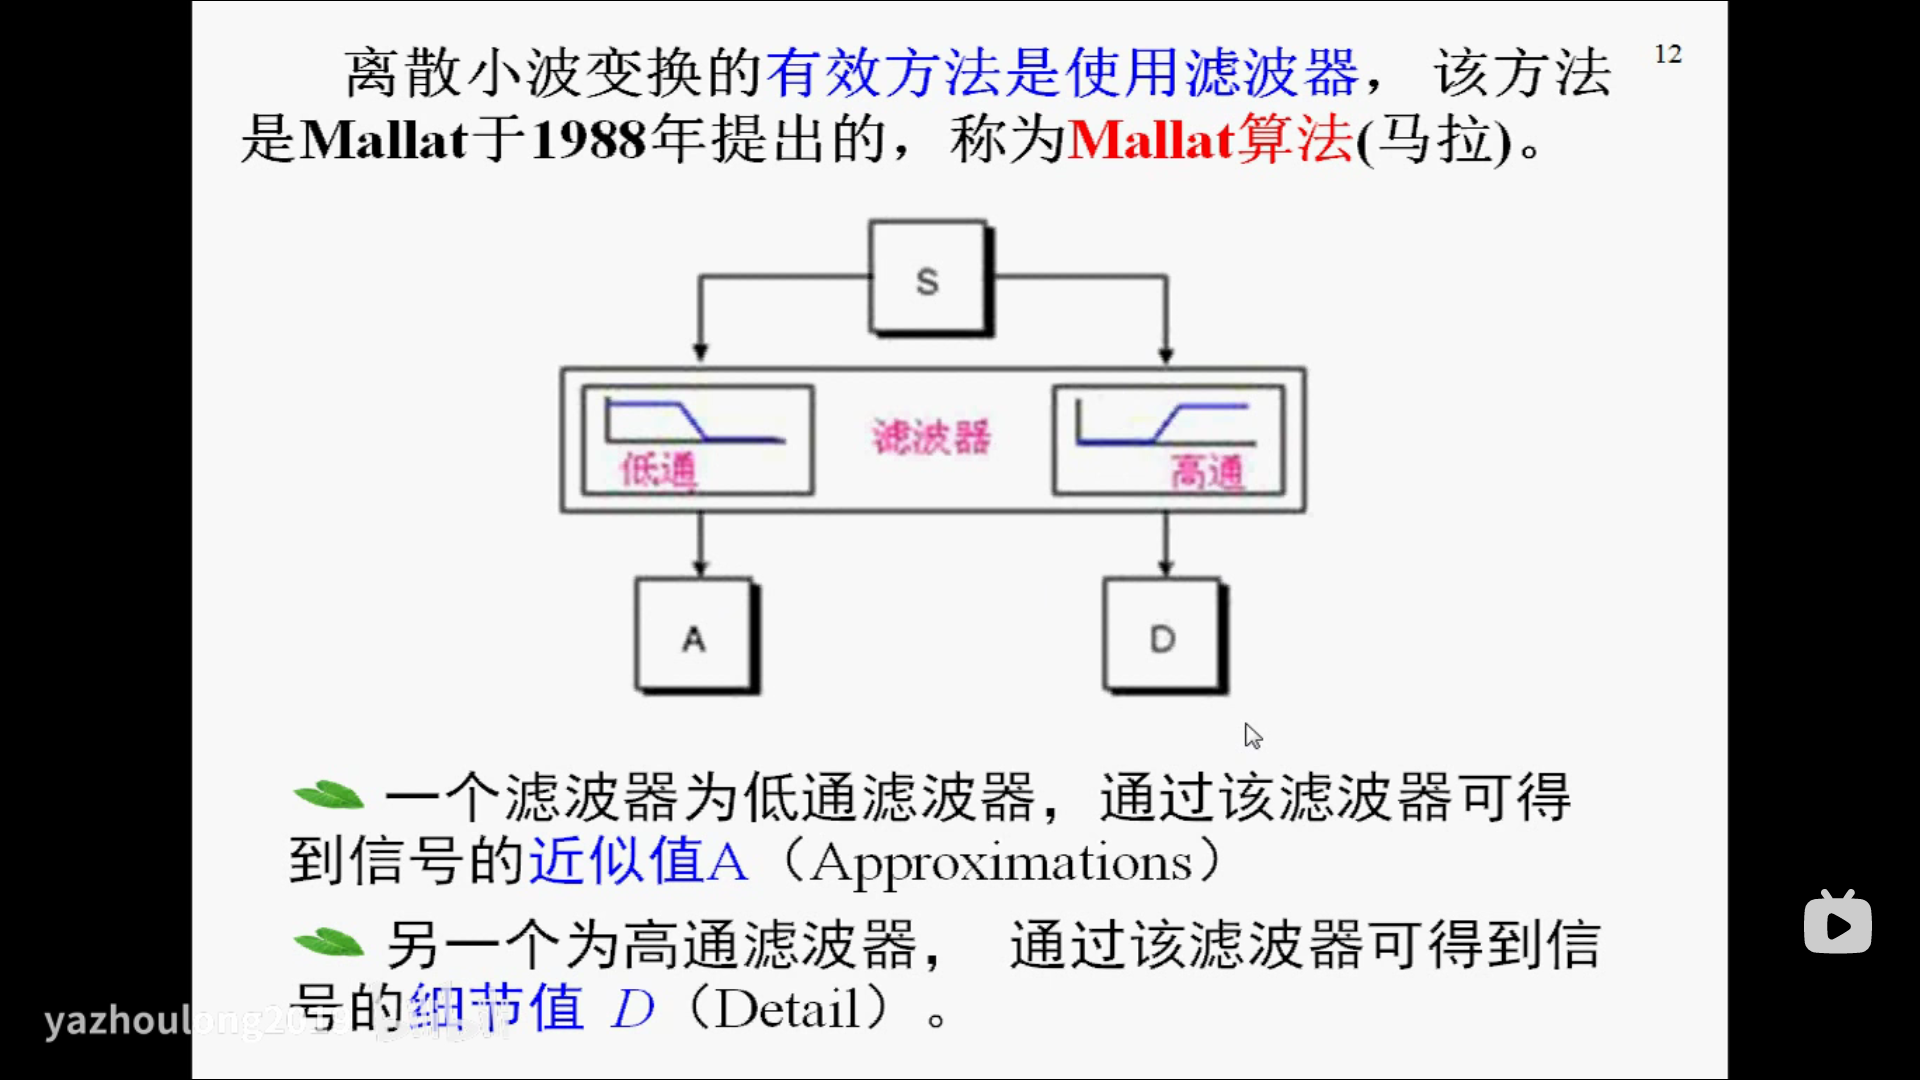 12
离散小波变换的有效方法是使用滤波器，该方法
是Mallat于1988年提出的，称为Mallat算法(马拉)。
S
低通
滤波器
高通
A
D
一个滤波器为低通滤波器，通过该滤波器可得
到信号的近似值A（Approximations）
另一个为高通滤波器， 通过该滤波器可得到信
号的细节值 D（Detail）。
yazhoulong2019